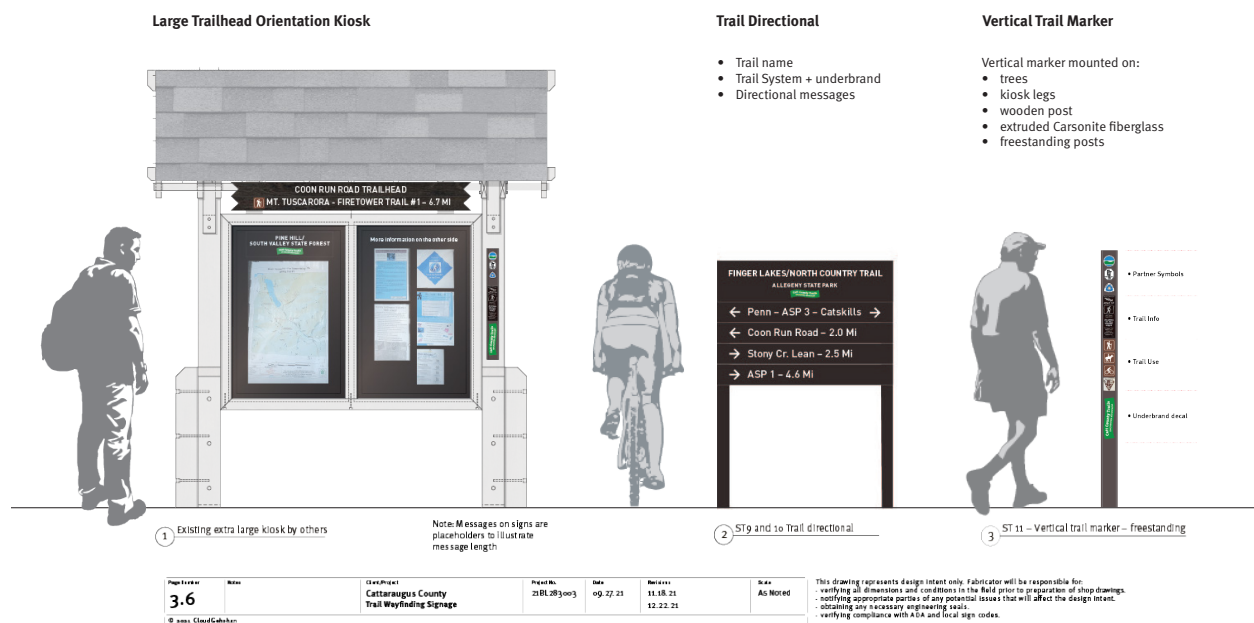 Large Trailhead Orientation Kiosk
Trail Directional
• Trail name
• Trail System + underbrand
• Directional messages
Vertical Trail Marker
Vertical marker mounted on:
• trees
• kiosk legs
• wooden post
• extruded Carsonite fiberglass
• freestanding posts
COON RUN ROAD TRAILHEAD
MT. TUSCARORA - FIRETOWER TRAIL #1 – 6.7 MI
PINE HILL/
SOUTH VALLEY STATE FOREST
More information on the other side
FINGER LAKES/NORTH COUNTRY TRAIL
ALLEGENY STATE PARK
← Penn – ASP 3 – Catskills →
← Coon Run Road – 2.0 Mi
→ Stony Cr. Lean – 2.5 Mi
→ ASP 1 – 4.6 Mi
• Partner Symbols
• Trail Info
• Trail Use
• Underbrand decal
1 Existing extra large kiosk by others
Note: Messages on signs are
placeholders to illustrate
message length
2 ST9 and 10 Trail directional
3 ST 11 – Vertical trail marker – freestanding
Page Number
3.6
Notes
Client/Project
Cattaraugus County
Trail Wayfinding Signage
Project No.
21BL283003
Date
09.27.21
Revisions
11.18.21
12.22.21
Scale
As Noted
This drawing represents design intent only. Fabricator will be responsible for:
- verifying all dimensions and conditions in the field prior to preparation of shop drawings.
- notifying appropriate parties of any potential issues that will affect the design intent.
- obtaining any necessary engineering seals.
- verifying compliance with ADA and local sign codes.
© 2021 CloudGehshan